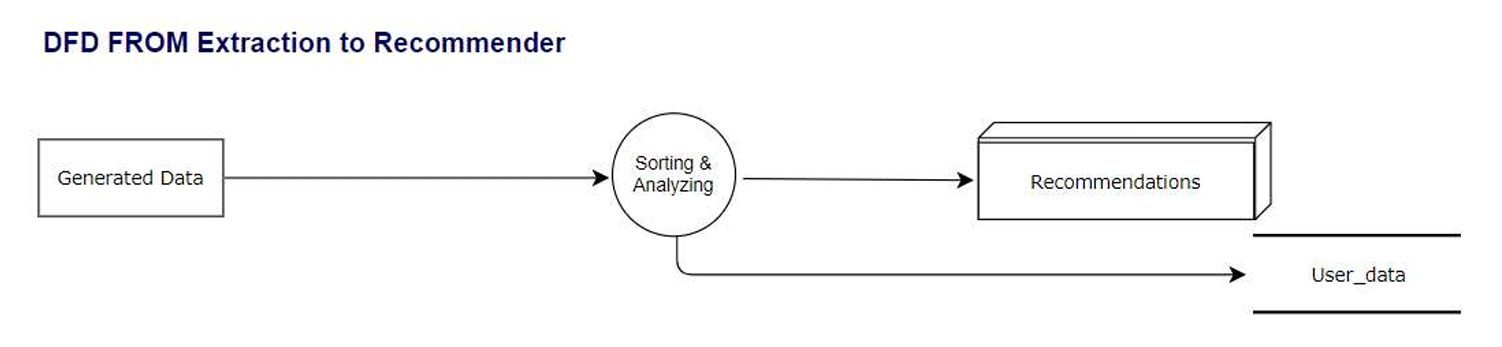 DFD FROM Extraction to Recommender
Generated Data
Sorting &
Analyzing
Recommendations
User_data